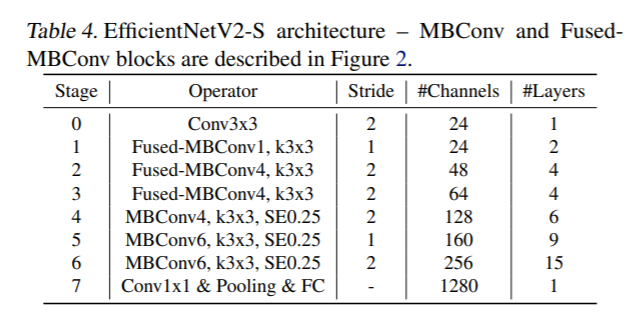 Table 4. EfficientNetV2-S architecture – MBConv and Fused-
MBConv blocks are described in Figure 2.
Stage Operator Stride #Channels #Layers
0 Conv3x3 2 24 1
1 Fused-MBConv1, k3x3 1 24 2
2 Fused-MBConv4, k3x3 2 48 4
3 Fused-MBConv4, k3x3 2 64 4
4 MBConv4, k3x3, SE0.25 2 128 6
5 MBConv6, k3x3, SE0.25 1 160 9
6 MBConv6, k3x3, SE0.25 2 256 15
7 Conv1x1 & Pooling & FC - 1280 1